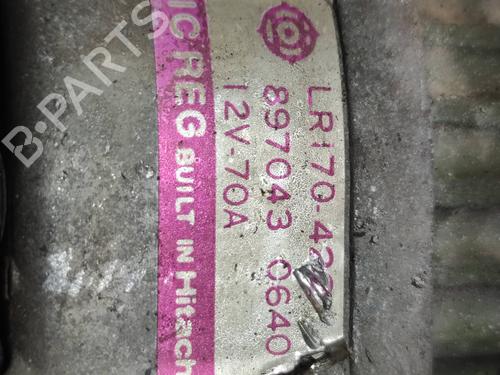 LR170-42
897043 0640
12V-70A
IC REG BUILT IN Hitach
B-PARTS